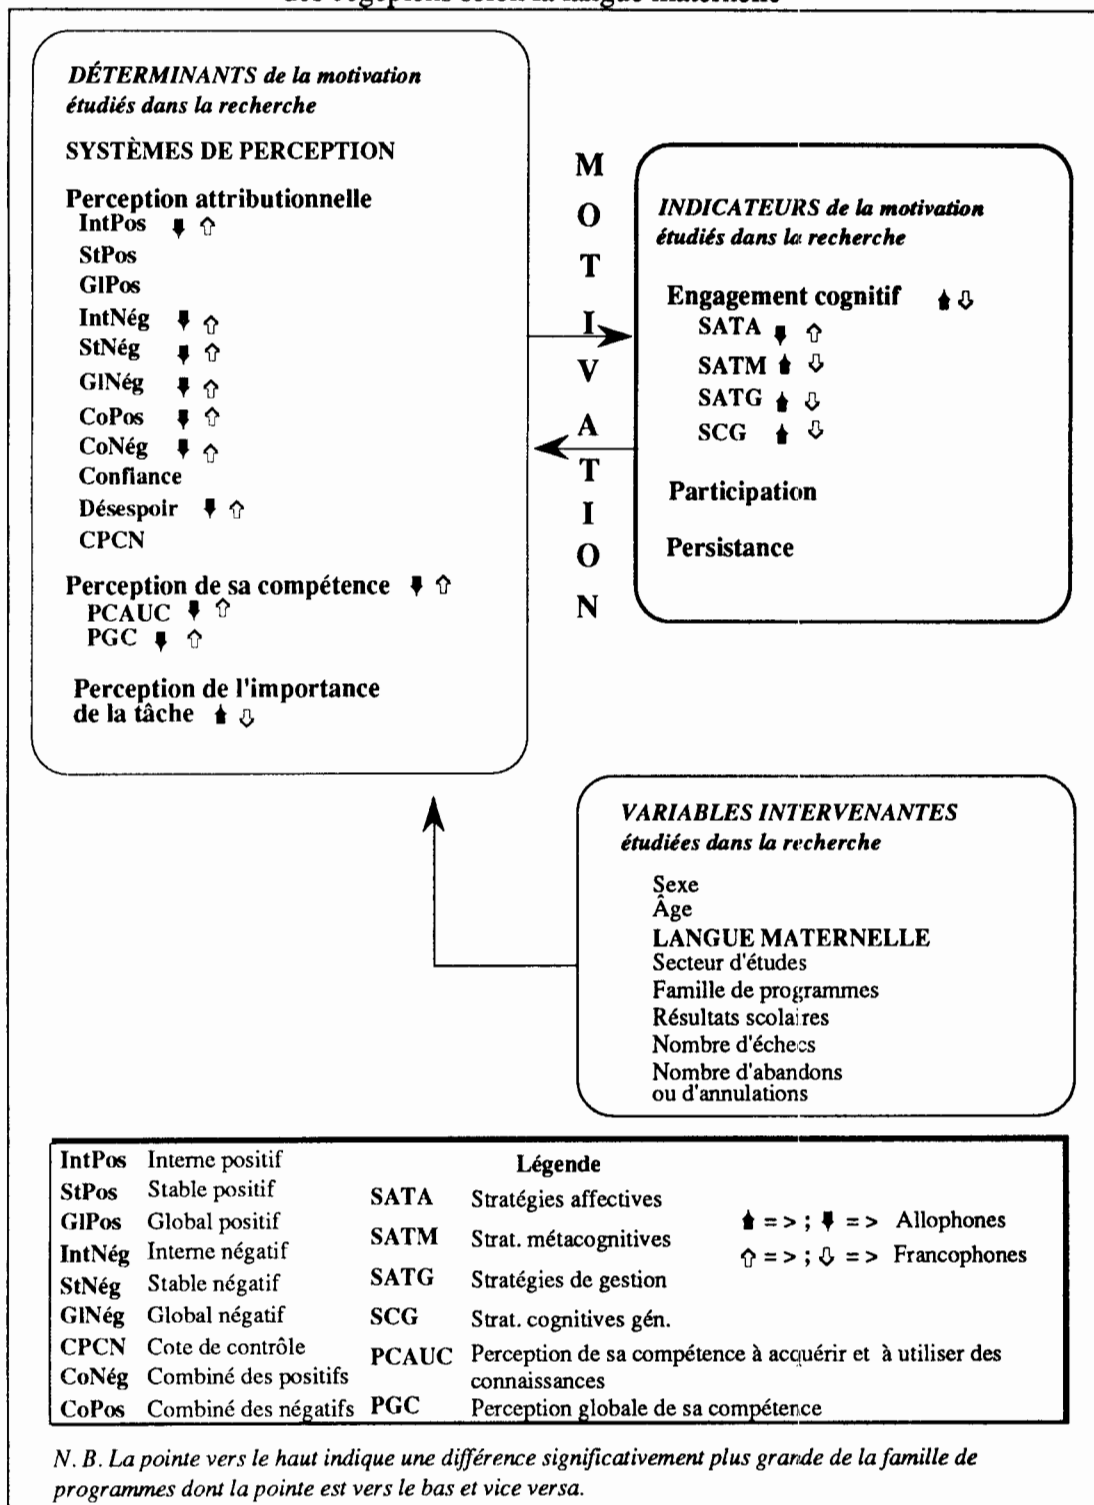 des cégépiens selon la langue maternelle
DÉTERMINANTS de la motivation
étudiés dans la recherche
SYSTÈMES DE PERCEPTION
Perception attributionnelle
IntPos
StPos
GlPos
IntNég
StNég
GlNég
CoPos
CoNég
Confiance
Désespoir
CPCN
Perception de sa compétence
PCAUC
PGC
Perception de l'importance
de la tâche
MOTIVATION
INDICATEURS de la motivation
étudiés dans la recherche
Engagement cognitif
SATA
SATM
SATG
SCG
Participation
Persistance
VARIABLES INTERVENANTES
étudiées dans la recherche
Sexe
Âge
LANGUE MATERNELLE
Secteur d'études
Famille de programmes
Résultats scolaires
Nombre d'échecs
Nombre d'abandons
ou d'annulations
Légende
IntPos Interne positif
StPos Stable positif
GlPos Global positif
IntNég Interne négatif
StNég Stable négatif
GlNég Global négatif
CPCN Cote de contrôle
CoNég Combiné des positifs
CoPos Combiné des négatifs
SATA Stratégies affectives
SATM Strat. métacognitives
SATG Stratégies de gestion
SCG Strat. cognitives gén.
PCAUC Perception de sa compétence à acquérir et à utiliser des
connaissances
PGC Perception globale de sa compétence
= > ; = > Allophones
= > ; = > Francophones
N. B. La pointe vers le haut indique une différence significativement plus grande de la famille de
programmes dont la pointe est vers le bas et vice versa.